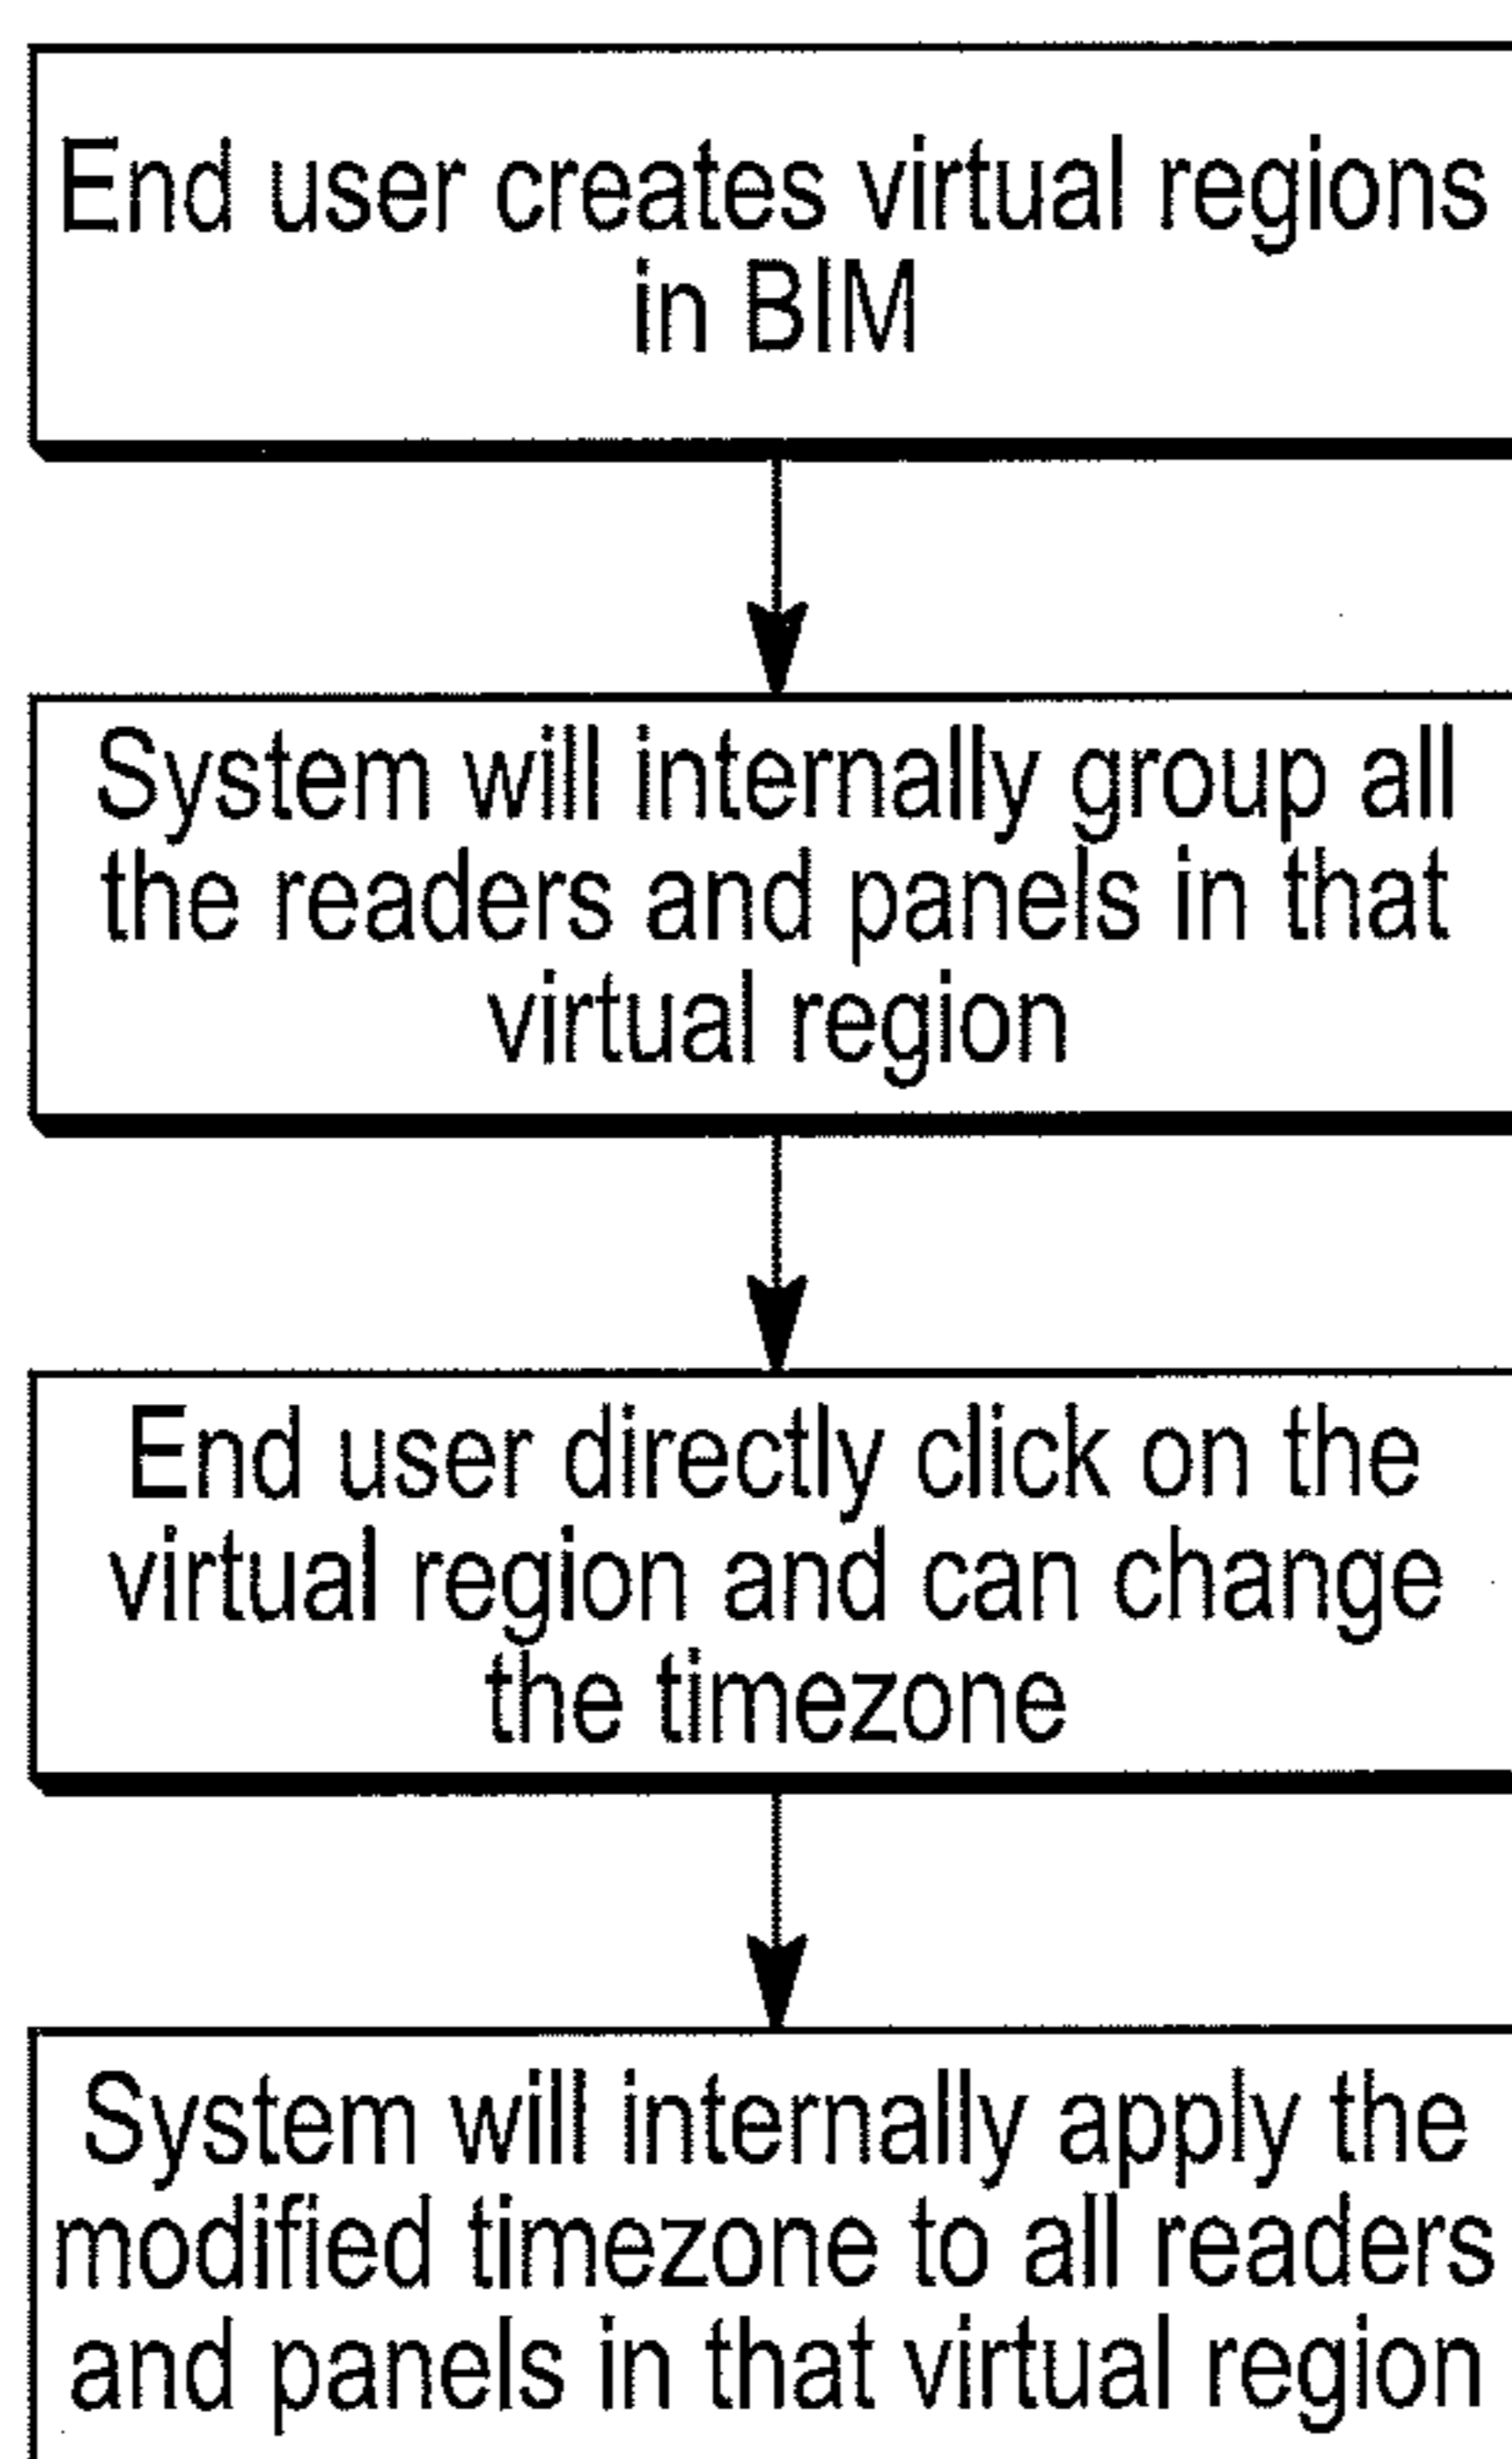 End user creates virtual regions
in BIM
System will internally group all
the readers and panels in that
virtual region
End user directly click on the
virtual region and can change
the timezone
System will internally apply the
modified timezone to all readers
and panels in that virtual region